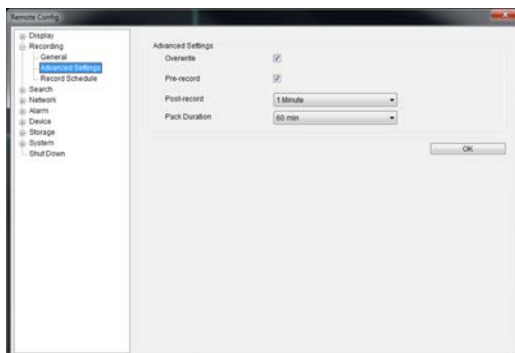 Remote Config
Display
Recording
General
Advanced Settings
Record Schedule
Search
Network
Alarm
Device
Storage
System
Shut Down
Advanced Settings
Overwrite
Pre-record
Post-record
1 Minute
Pack Duration
60 min
OK